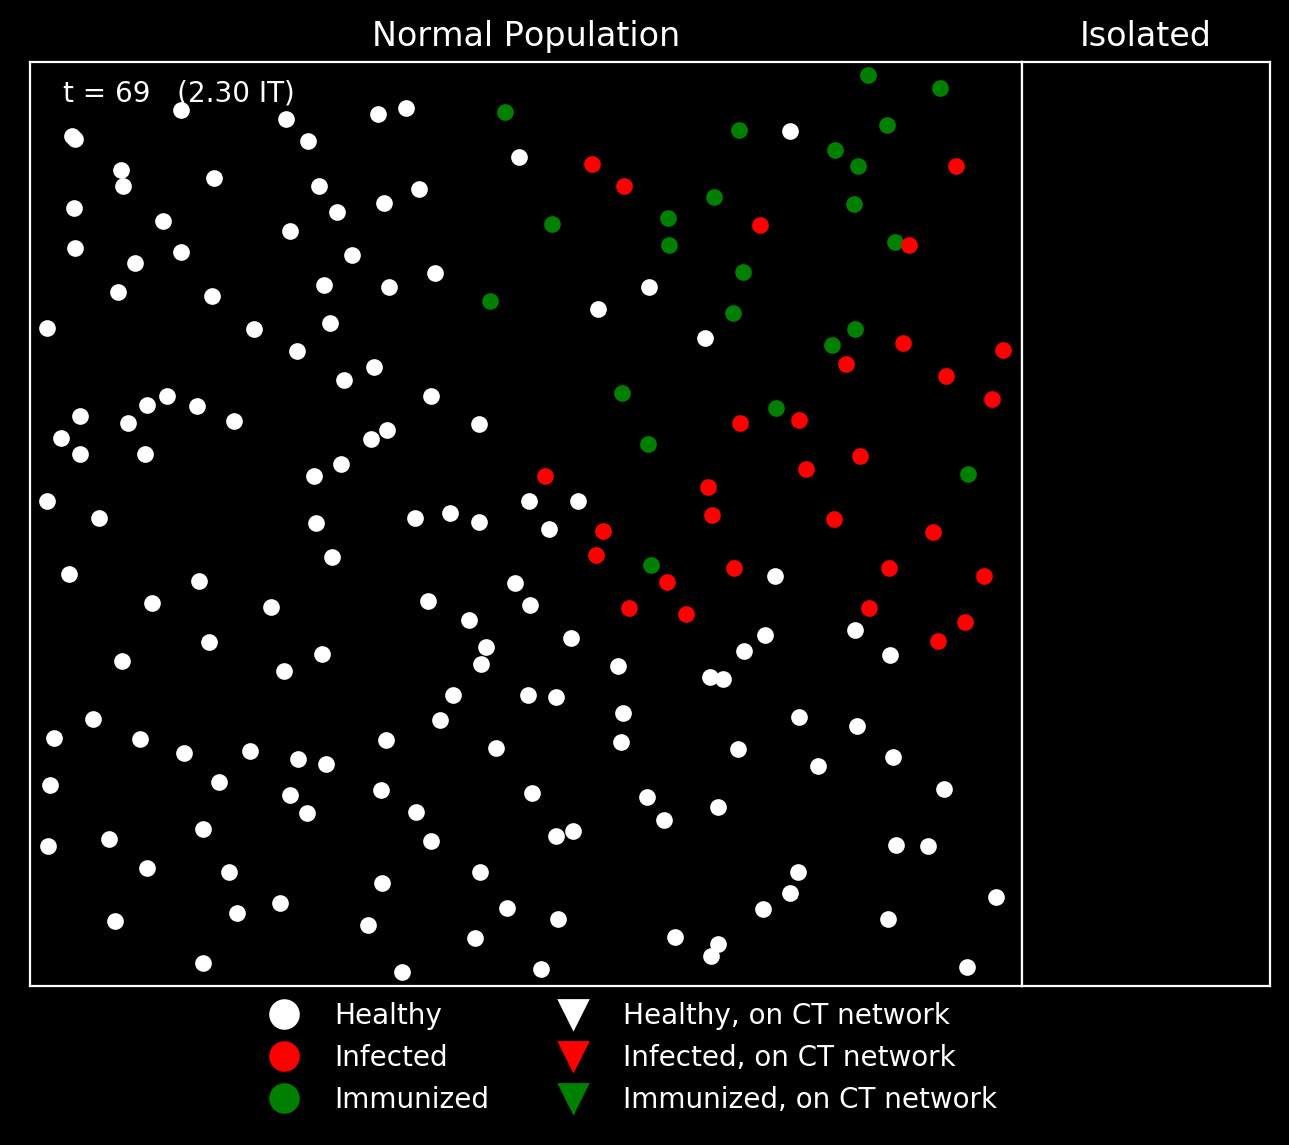 Normal Population
Isolated
t = 69 (2.30 IT)
Healthy
Infected
Immunized
Healthy, on CT network
Infected, on CT network
Immunized, on CT network